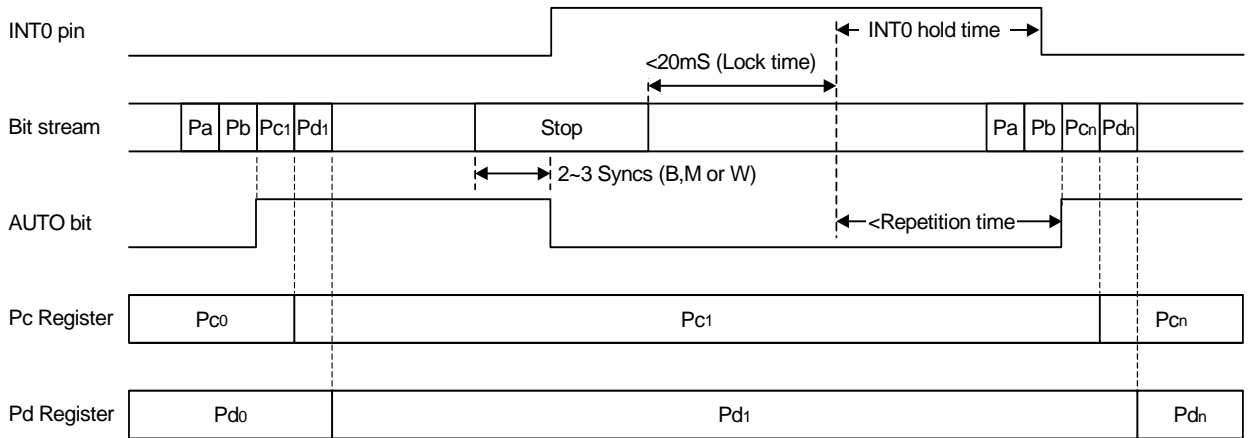 INT0 pin
INT0 hold time
<20mS (Lock time)
Bit stream
Pa Pb Pc1 Pd1 Stop Pa Pb Pcn Pdn
2~3 Syncs (B,M or W)
AUTO bit
<Repetition time
Pc Register Pc0 Pc1 Pcn
Pd Register Pd0 Pd1 Pdn